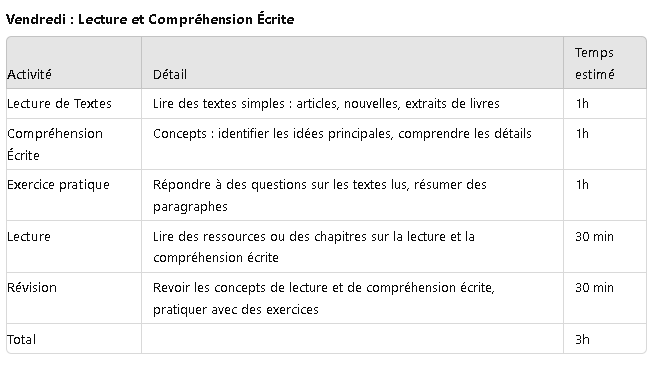 Vendredi : Lecture et Compréhension Écrite
Activité Détail Temps estimé
Lecture de Textes Lire des textes simples : articles, nouvelles, extraits de livres 1h
Compréhension Écrite Concepts : identifier les idées principales, comprendre les détails 1h
Exercice pratique Répondre à des questions sur les textes lus, résumer des paragraphes 1h
Lecture Lire des ressources ou des chapitres sur la lecture et la compréhension écrite 30 min
Révision Revoir les concepts de lecture et de compréhension écrite, pratiquer avec des exercices 30 min
Total 3h